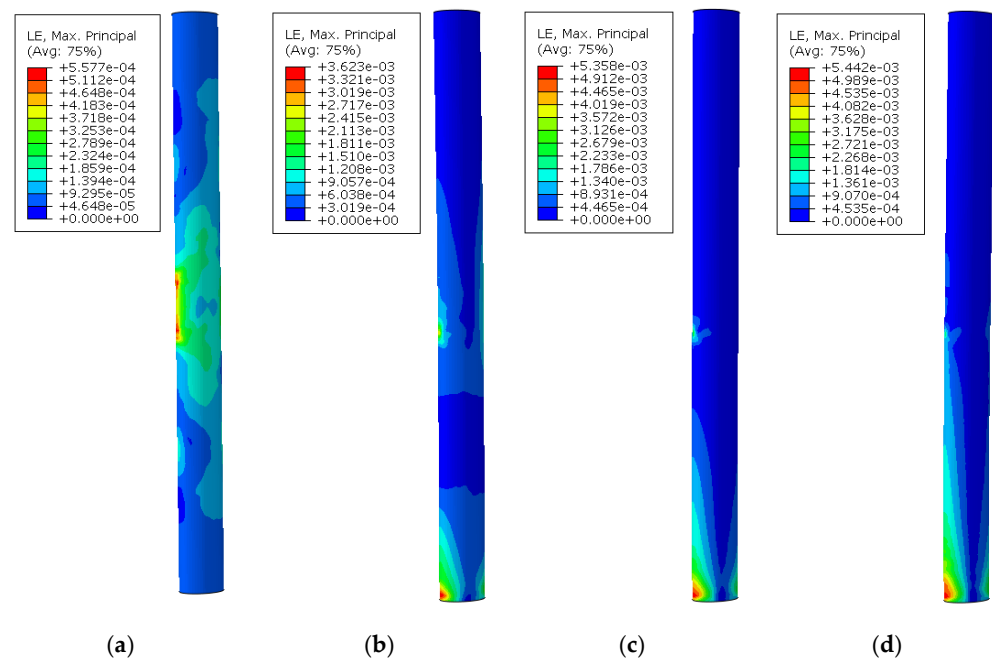 LE, Max. Principal
(Avg: 75%)
+5.577e-04
+5.112e-04
+4.648e-04
+4.183e-04
+3.718e-04
+3.253e-04
+2.789e-04
+2.324e-04
+1.859e-04
+1.394e-04
+9.295e-05
+4.648e-05
+0.000e+00
LE, Max. Principal
(Avg: 75%)
+3.623e-03
+3.321e-03
+3.019e-03
+2.717e-03
+2.415e-03
+2.113e-03
+1.811e-03
+1.510e-03
+1.208e-03
+9.057e-04
+6.038e-04
+3.019e-04
+0.000e+00
LE, Max. Principal
(Avg: 75%)
+5.358e-03
+4.912e-03
+4.465e-03
+4.019e-03
+3.572e-03
+3.126e-03
+2.679e-03
+2.233e-03
+1.786e-03
+1.340e-03
+8.931e-04
+4.465e-04
+0.000e+00
LE, Max. Principal
(Avg: 75%)
+5.442e-03
+4.989e-03
+4.535e-03
+4.082e-03
+3.628e-03
+3.175e-03
+2.721e-03
+2.268e-03
+1.814e-03
+1.361e-03
+9.070e-04
+4.535e-04
+0.000e+00
(a) (b) (c) (d)